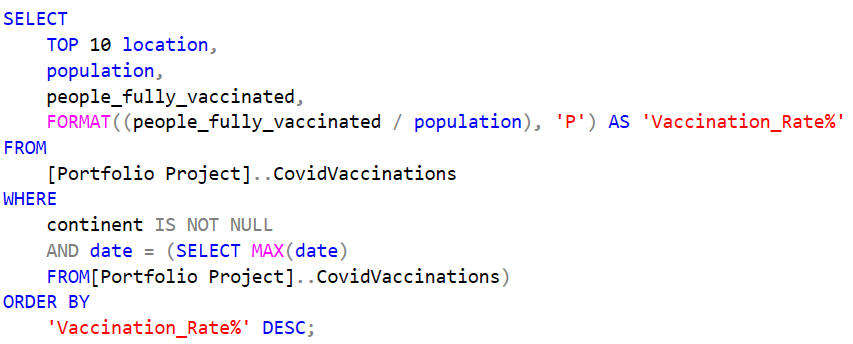 SELECT
TOP 10 location,
population,
people_fully_vaccinated,
FORMAT((people_fully_vaccinated / population), 'P') AS 'Vaccination_Rate%'
FROM
[Portfolio Project]..CovidVaccinations
WHERE
continent IS NOT NULL
AND date = (SELECT MAX(date)
FROM[Portfolio Project]..CovidVaccinations)
ORDER BY
'Vaccination_Rate%' DESC;